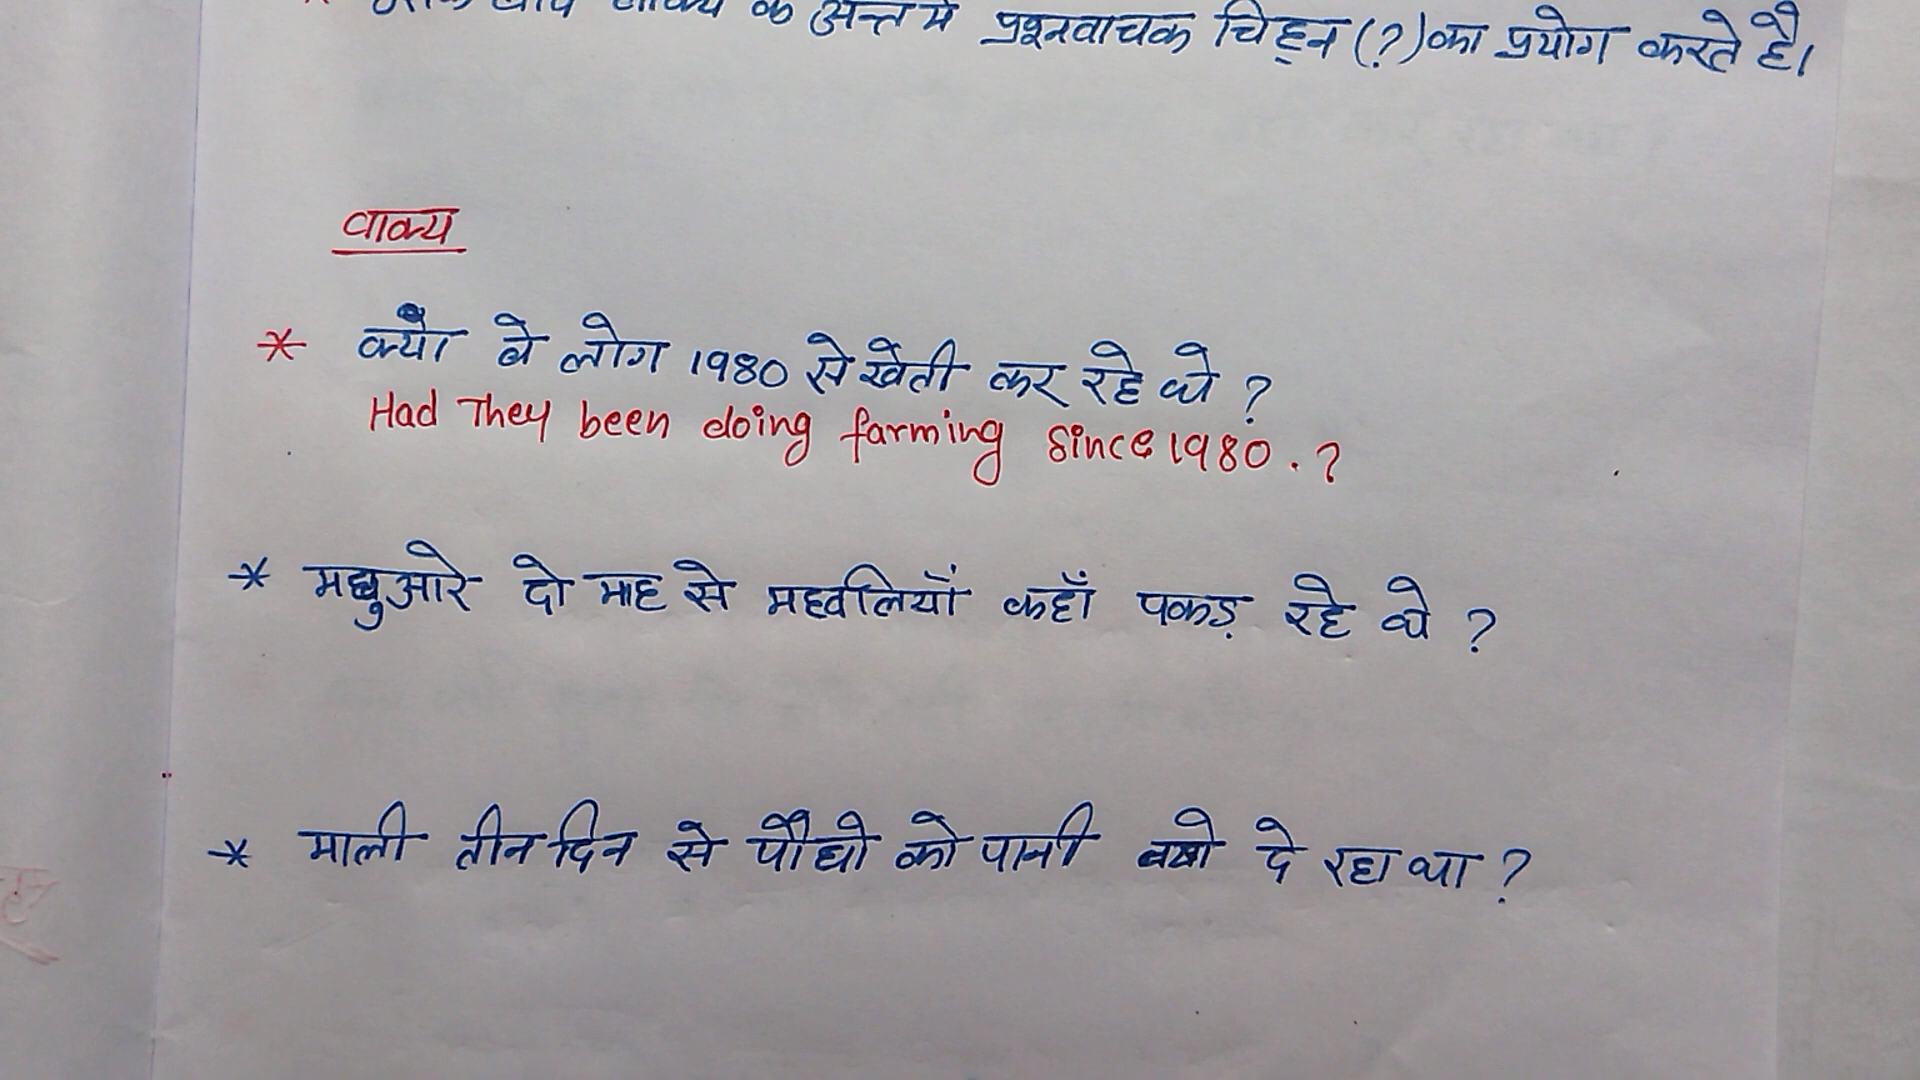 के अन्त मे प्रश्नवाचक चिह्न (?) का प्रयोग करते है।
वाक्य
* क्यो वे लोग 1980 से खेती कर रहे थे ?
Had They been doing farming Since 1980 . ?
* मछुआरे दो माह से मछलियाँ कहाँ पकड़ रहे थे ?
* माली तीन दिन से पौधो को पानी क्यो दे रहा था ?